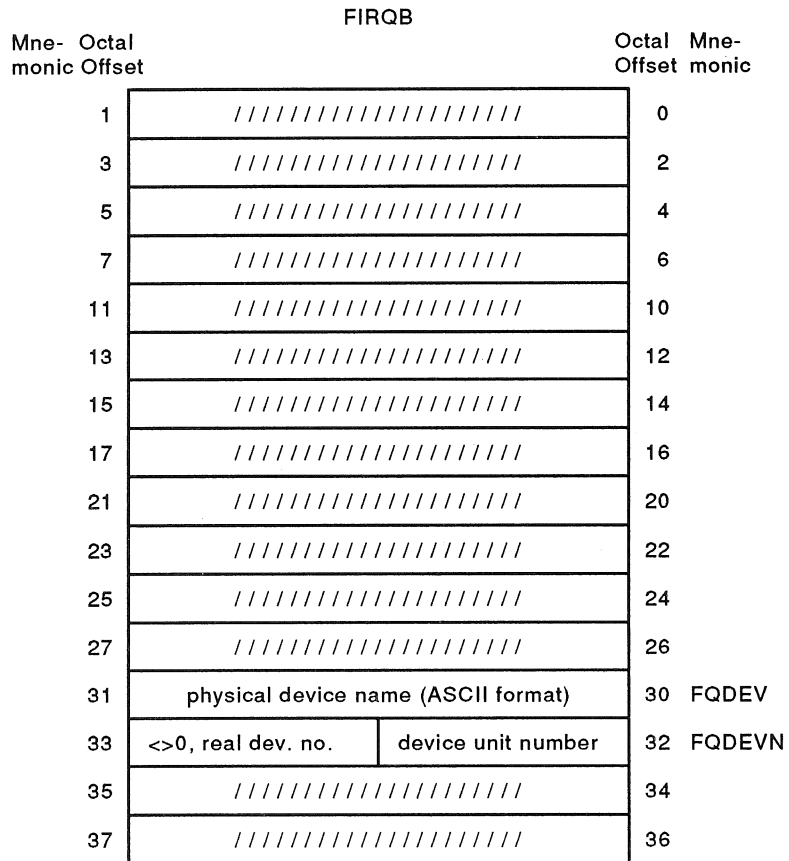 FIRQB
Mne- Octal Octal Mne-
monic Offset Offset monic
1 / / / / / / / / / / / / / / / / / / / / / 0
3 / / / / / / / / / / / / / / / / / / / / / 2
5 / / / / / / / / / / / / / / / / / / / / / 4
7 / / / / / / / / / / / / / / / / / / / / / 6
11 / / / / / / / / / / / / / / / / / / / / / 10
13 / / / / / / / / / / / / / / / / / / / / / 12
15 / / / / / / / / / / / / / / / / / / / / / 14
17 / / / / / / / / / / / / / / / / / / / / / 16
21 / / / / / / / / / / / / / / / / / / / / / 20
23 / / / / / / / / / / / / / / / / / / / / / 22
25 / / / / / / / / / / / / / / / / / / / / / 24
27 / / / / / / / / / / / / / / / / / / / / / 26
31 physical device name (ASCII format) 30 FQDEV
33 <>0, real dev. no. device unit number 32 FQDEVN
35 / / / / / / / / / / / / / / / / / / / / / 34
37 / / / / / / / / / / / / / / / / / / / / / 36